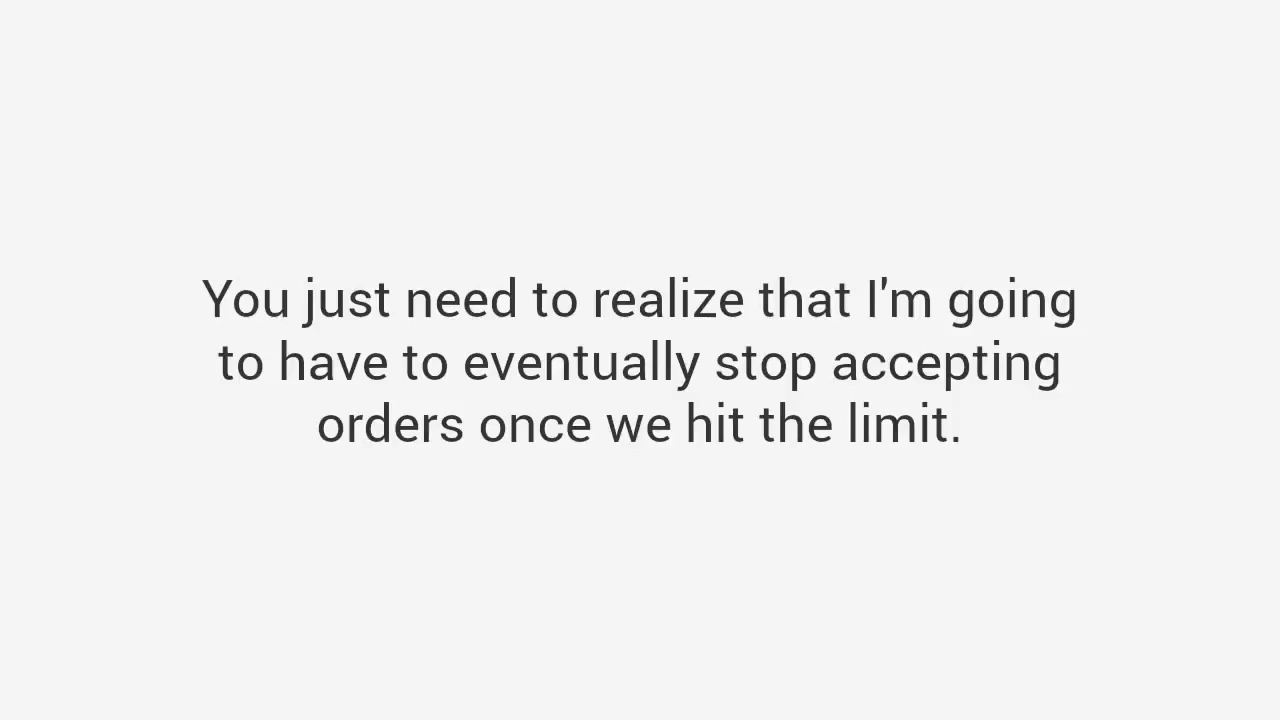 You just need to realize that I'm going
to have to eventually stop accepting
orders once we hit the limit.